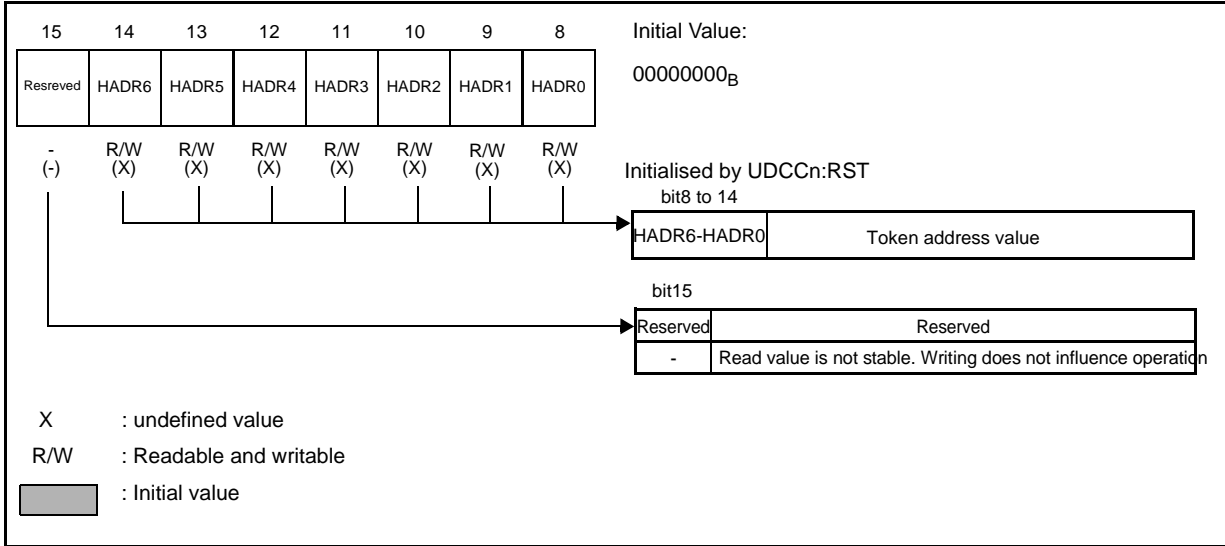 15 14 13 12 11 10 9 8
Resreved HADR6 HADR5 HADR4 HADR3 HADR2 HADR1 HADR0
- R/W R/W R/W R/W R/W R/W R/W
(-) (X) (X) (X) (X) (X) (X) (X)
Initial Value:
00000000B
Initialised by UDCCn:RST
bit8 to 14
HADR6-HADR0 Token address value
bit15
Reserved Reserved
- Read value is not stable. Writing does not influence operation
X : undefined value
R/W : Readable and writable
: Initial value